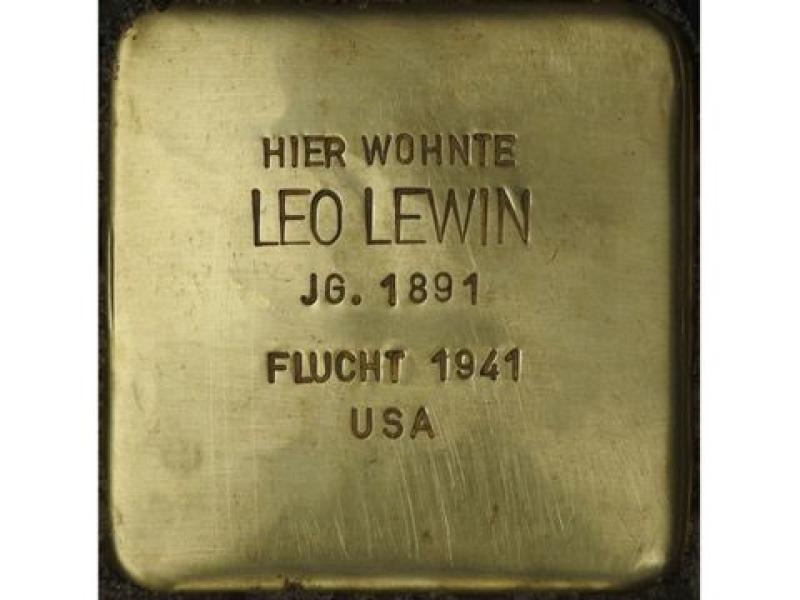 HIER WOHNTE
LEO LEWIN
JG. 1891
FLUCHT 1941
USA